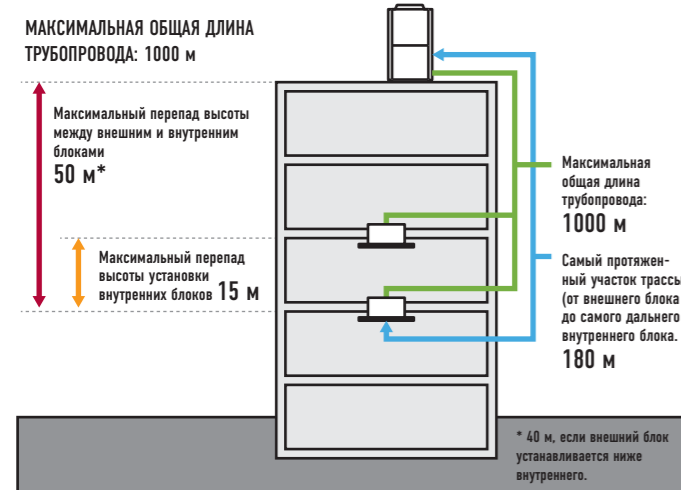 МАКСИМАЛЬНАЯ ОБЩАЯ ДЛИНА
ТРУБОПРОВОДА: 1000 м
Максимальный перепад высоты
между внешним и внутренним
блоками
50 м*
Максимальный перепад
высоты установки
внутренних блоков 15 м
Максимальная
общая длина
трубопровода:
1000 м
Самый протяжен-
ный участок трассы
(от внешнего блока
до самого дальнего
внутреннего блока.
180 м
* 40 м, если внешний блок
устанавливается ниже
внутреннего.